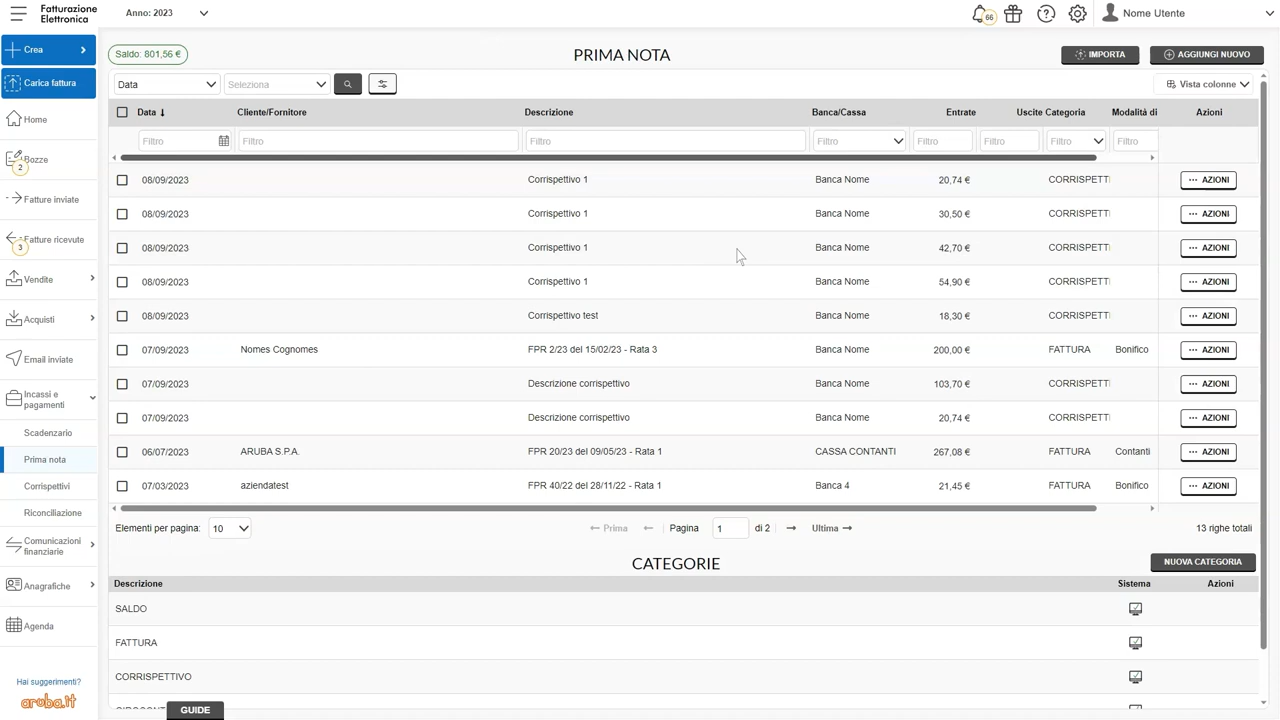 Fatturazione
Elettronica
Anno: 2023
66
Nome Utente
Crea
Carica fattura
Home
Bozze
2
Fatture inviate
Fatture ricevute
3
Vendite
Acquisti
Email inviate
Incassi e
pagamenti
Scadenzario
Prima nota
Corrispettivi
Riconciliazione
Comunicazioni
finanziarie
Anagrafiche
Agenda
Hai suggerimenti?
aruba.it
Saldo: 801,56 €
PRIMA NOTA
IMPORTA
AGGIUNGI NUOVO
Data
Seleziona
Vista colonne
Data Cliente/Fornitore Descrizione Banca/Cassa Entrate Uscite Categoria Modalità di Azioni
Filtro Filtro Filtro Filtro Filtro Filtro Filtro Filtro
08/09/2023 Corrispettivo 1 Banca Nome 20,74 € CORRISPETTI AZIONI
08/09/2023 Corrispettivo 1 Banca Nome 30,50 € CORRISPETTI AZIONI
08/09/2023 Corrispettivo 1 Banca Nome 42,70 € CORRISPETTI AZIONI
08/09/2023 Corrispettivo 1 Banca Nome 54,90 € CORRISPETTI AZIONI
08/09/2023 Corrispettivo test Banca Nome 18,30 € CORRISPETTI AZIONI
07/09/2023 Nomes Cognomes FPR 2/23 del 15/02/23 - Rata 3 Banca Nome 200,00 € FATTURA Bonifico AZIONI
07/09/2023 Descrizione corrispettivo Banca Nome 103,70 € CORRISPETTI AZIONI
07/09/2023 Descrizione corrispettivo Banca Nome 20,74 € CORRISPETTI AZIONI
06/07/2023 ARUBA S.P.A. FPR 20/23 del 09/05/23 - Rata 1 CASSA CONTANTI 267,08 € FATTURA Contanti AZIONI
07/03/2023 aziendatest FPR 40/22 del 28/11/22 - Rata 1 Banca 4 21,45 € FATTURA Bonifico AZIONI
Elementi per pagina: 10 Prima Pagina 1 di 2 Ultima 13 righe totali
CATEGORIE
NUOVA CATEGORIA
Descrizione Sistema Azioni
SALDO
FATTURA
CORRISPETTIVO
GUIDE